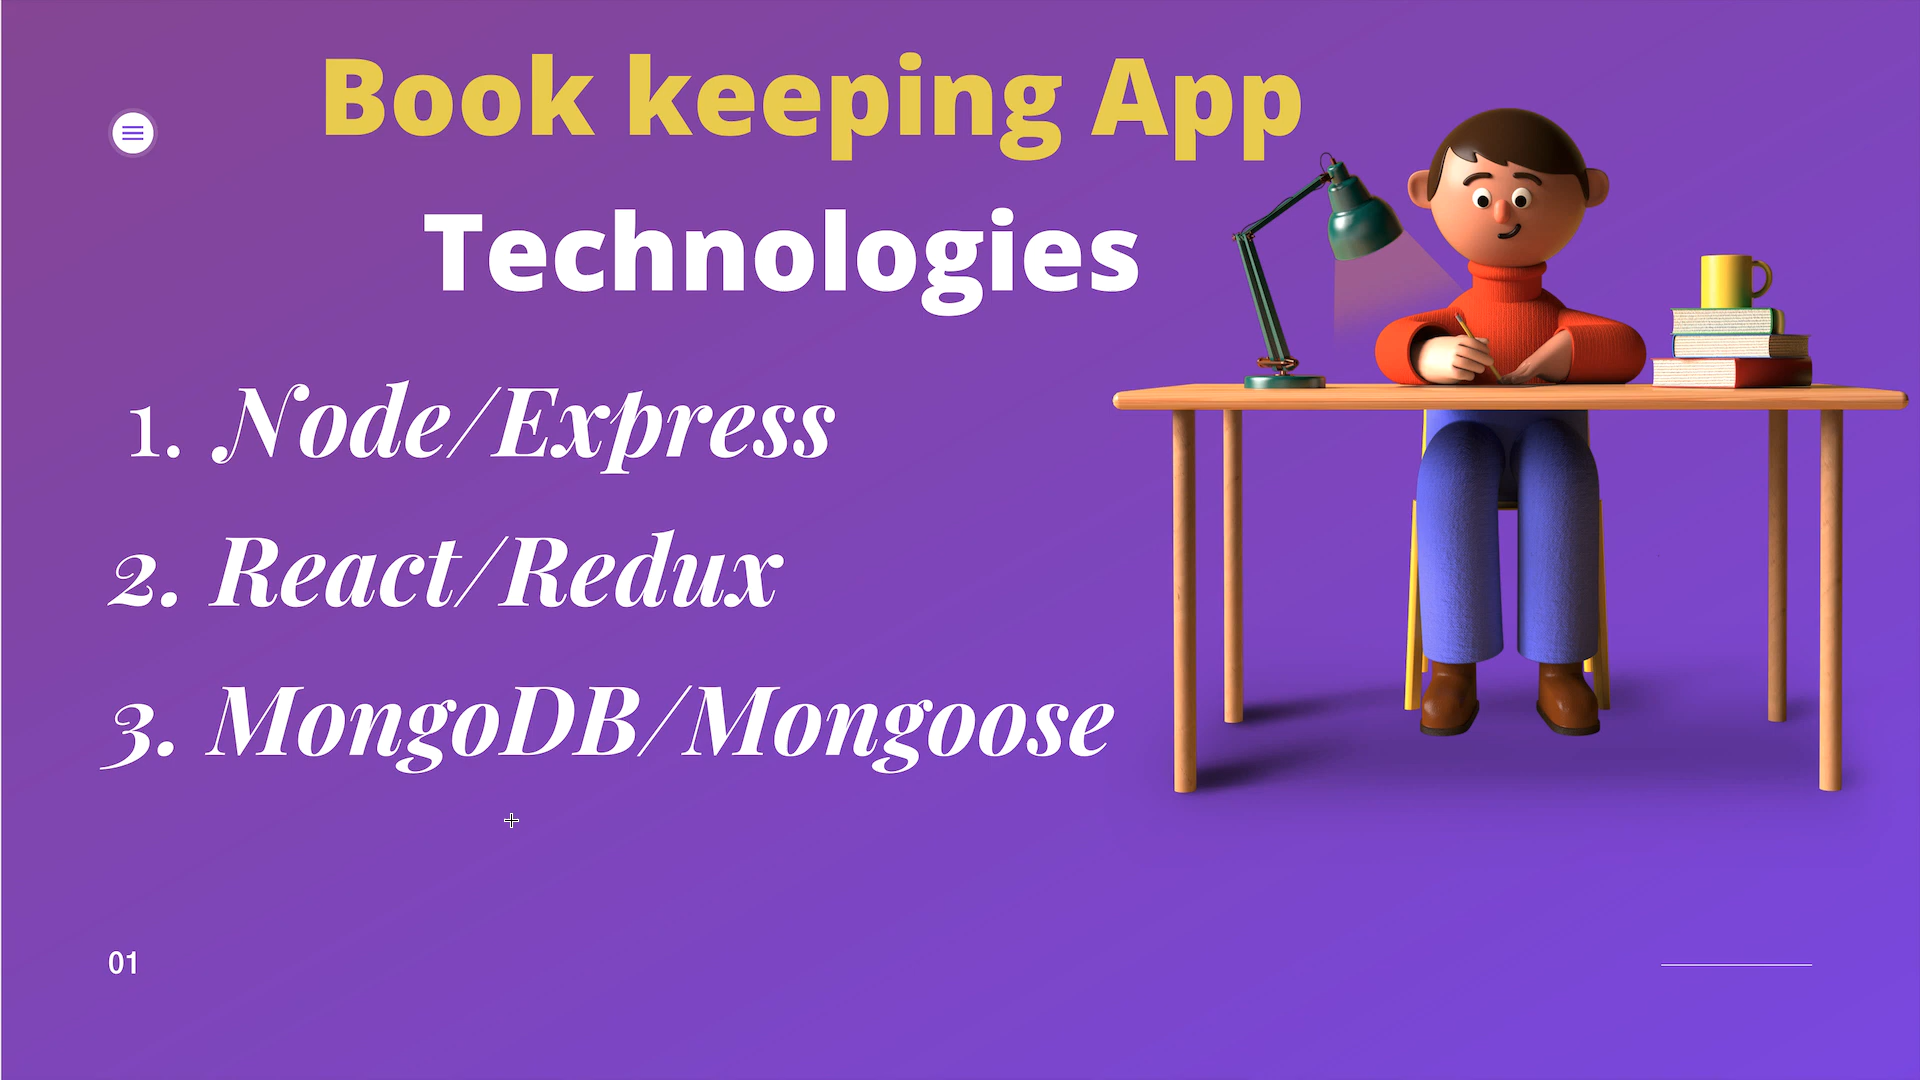 Book keeping App
Technologies
1. Node/Express
2. React/Redux
3. MongoDB/Mongoose
01